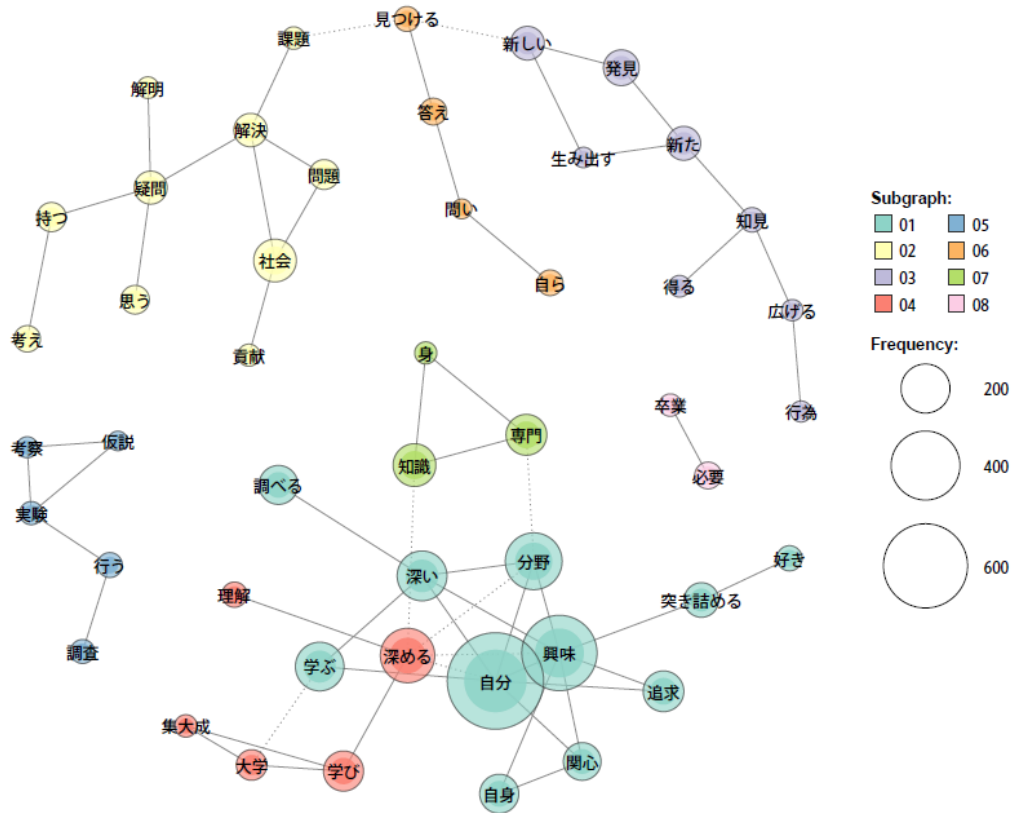 見つける
課題
新しい
発見
解明
答え
解決
新た
生み出す
問題
疑問
持つ
問い
知見
社会
自ら
得る
思う
広げる
考え
貢献
身
卒業
行為
考察
仮説
専門
知識
必要
調べる
実験
行う
分野
深い
好き
理解
突き詰める
調査
深める
学ぶ
興味
自分
追求
集大成
大学
学び
関心
自身
Subgraph:
01 05
02 06
03 07
04 08
Frequency:
200
400
600